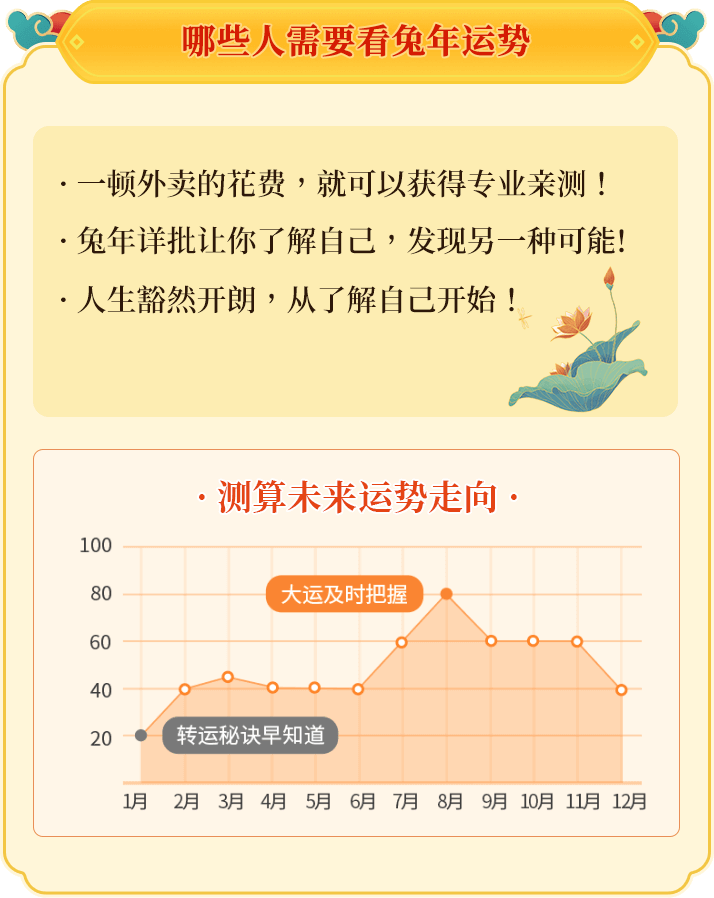 哪些人需要看兔年运势
· 一顿外卖的花费，就可以获得专业亲测！
· 兔年详批让你了解自己，发现另一种可能!
· 人生豁然开朗，从了解自己开始！
· 测算未来运势走向 ·
100
80
大运及时把握
60
40
20
转运秘诀早知道
1月 2月 3月 4月 5月 6月 7月 8月 9月 10月 11月 12月